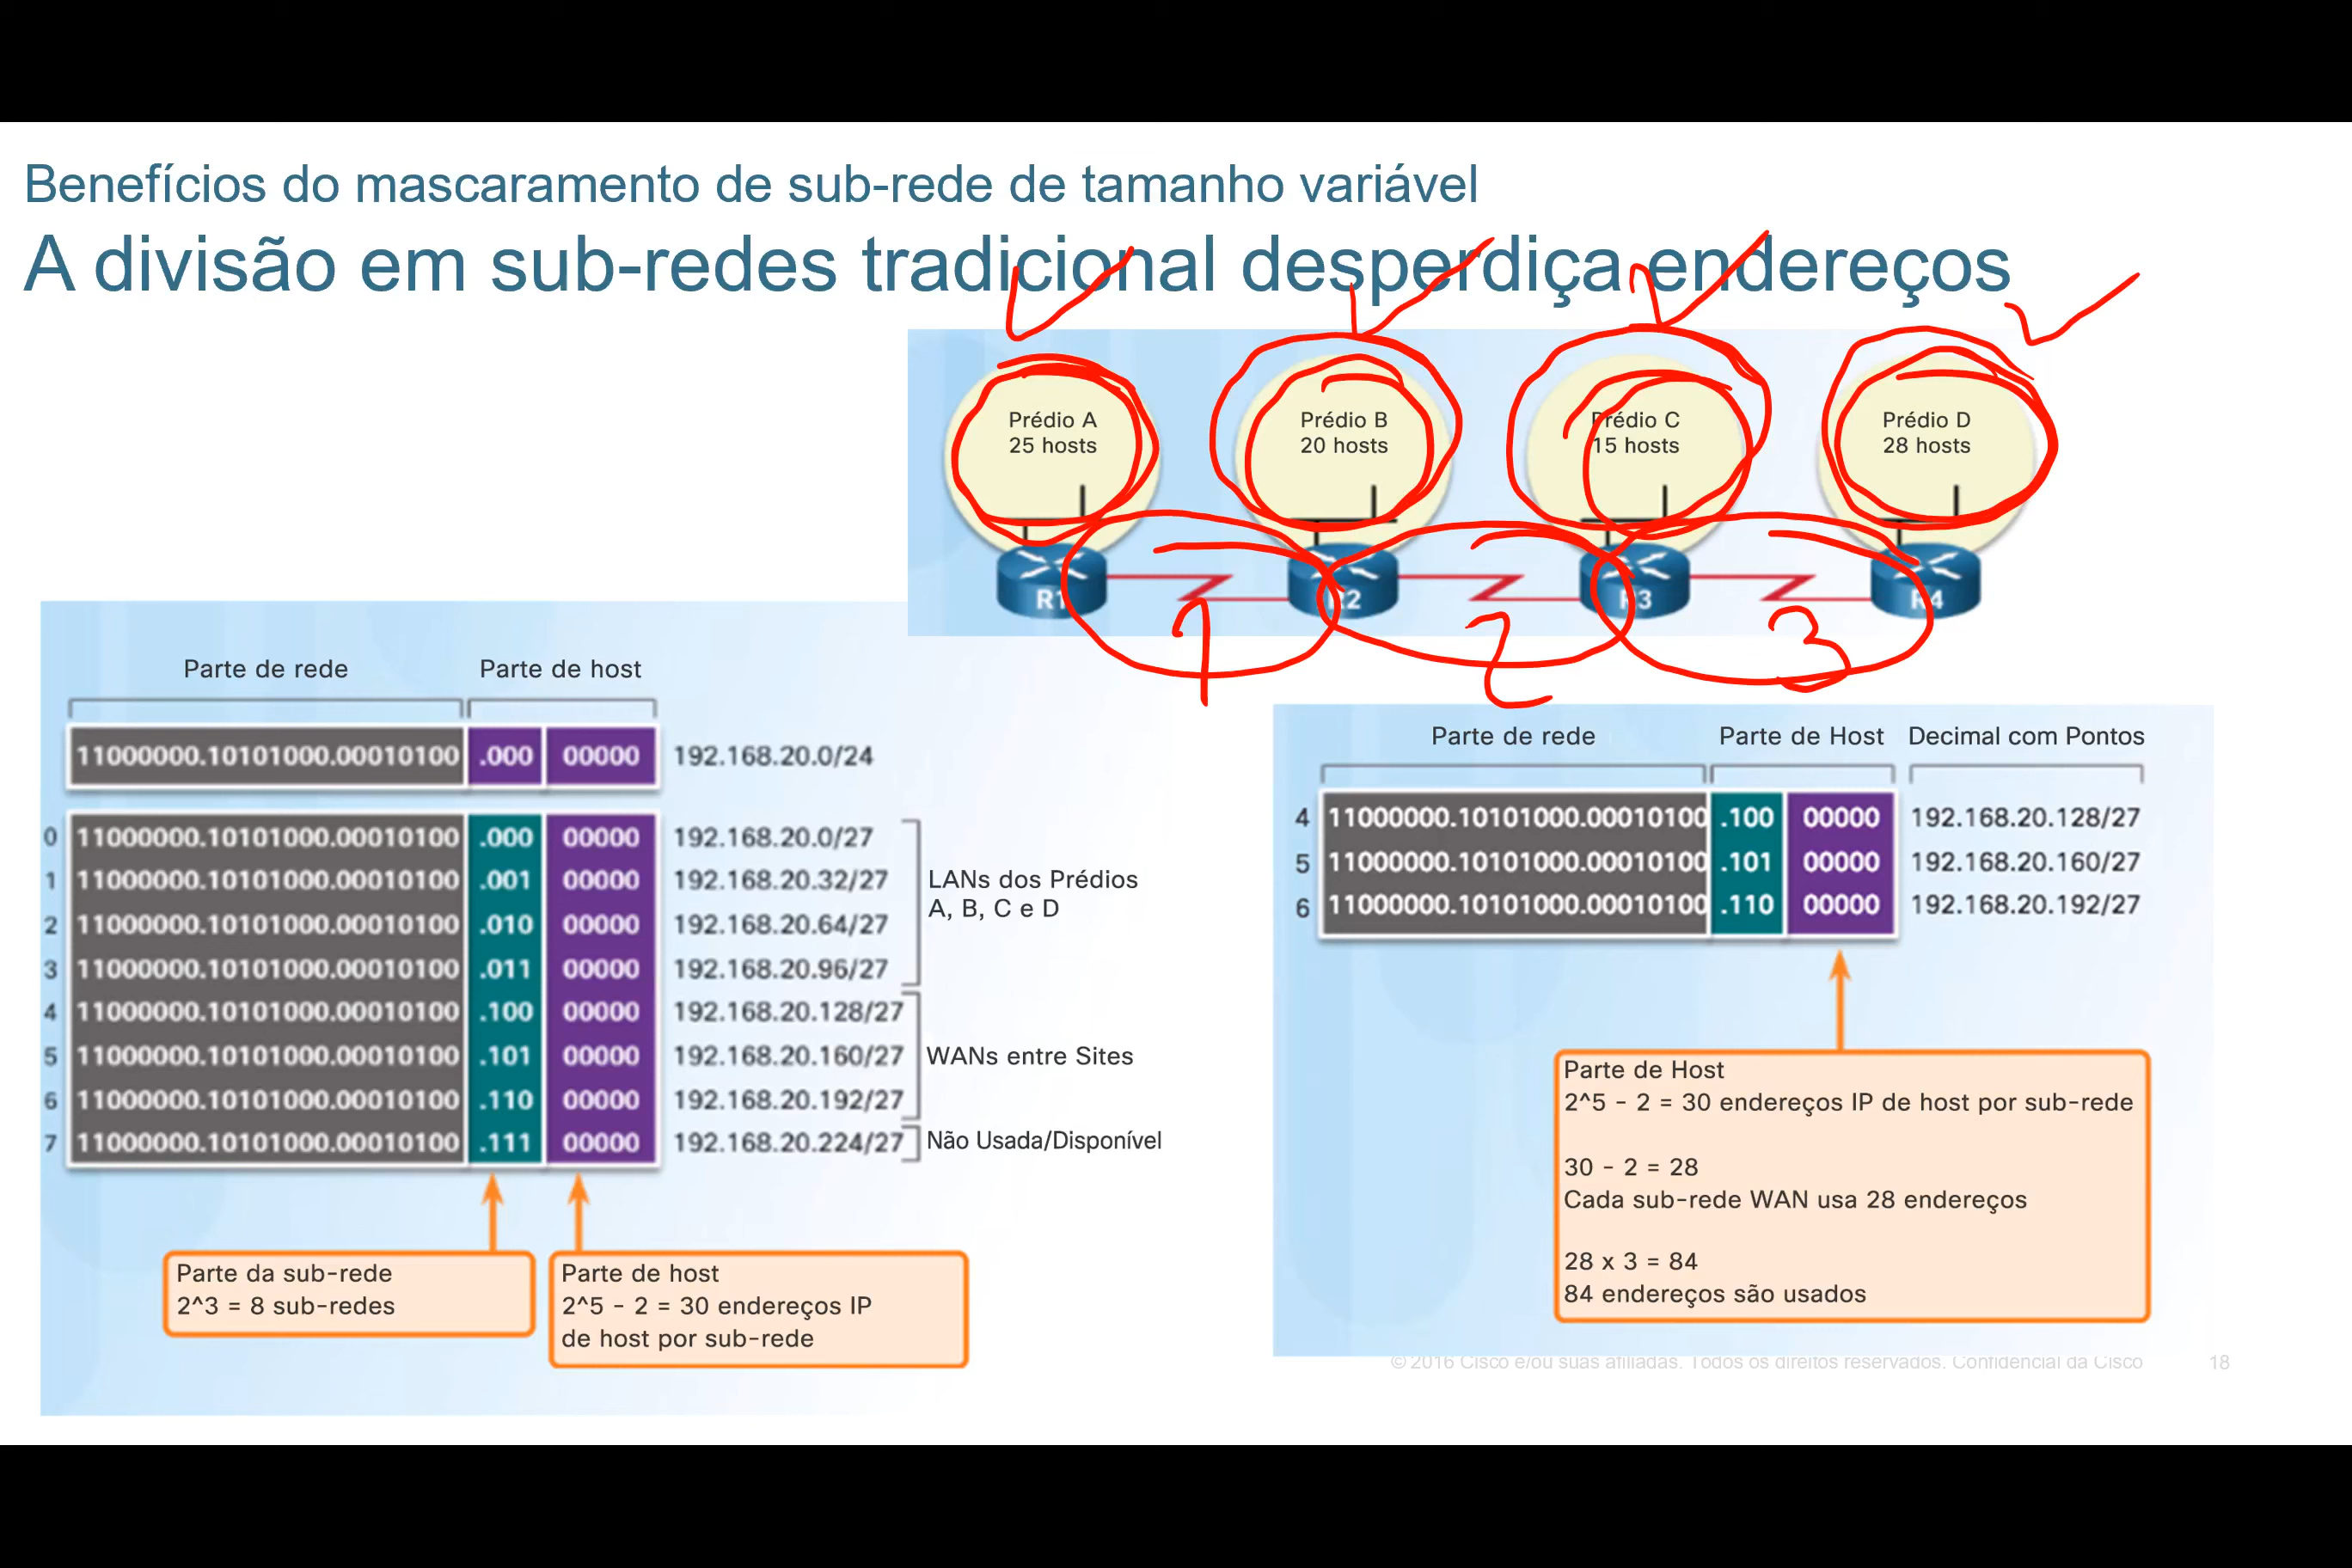 Benefícios do mascaramento de sub-rede de tamanho variável
A divisão em sub-redes tradicional desperdiça endereços
Prédio A
25 hosts
Prédio B
20 hosts
Prédio C
15 hosts
Prédio D
28 hosts
R1
R2
R3
R4
1
2
3
Parte de rede
Parte de host
11000000.10101000.00010100 .000 00000 192.168.20.0/24
0 11000000.10101000.00010100 .000 00000 192.168.20.0/27
1 11000000.10101000.00010100 .001 00000 192.168.20.32/27
2 11000000.10101000.00010100 .010 00000 192.168.20.64/27
3 11000000.10101000.00010100 .011 00000 192.168.20.96/27
LANs dos Prédios
A, B, C e D
4 11000000.10101000.00010100 .100 00000 192.168.20.128/27
5 11000000.10101000.00010100 .101 00000 192.168.20.160/27
6 11000000.10101000.00010100 .110 00000 192.168.20.192/27
WANs entre Sites
7 11000000.10101000.00010100 .111 00000 192.168.20.224/27
Não Usada/Disponível
Parte da sub-rede
2^3 = 8 sub-redes
Parte de host
2^5 - 2 = 30 endereços IP
de host por sub-rede
Parte de rede
Parte de Host
Decimal com Pontos
4 11000000.10101000.00010100 .100 00000 192.168.20.128/27
5 11000000.10101000.00010100 .101 00000 192.168.20.160/27
6 11000000.10101000.00010100 .110 00000 192.168.20.192/27
Parte de Host
2^5 - 2 = 30 endereços IP de host por sub-rede
30 - 2 = 28
Cada sub-rede WAN usa 28 endereços
28 x 3 = 84
84 endereços são usados
© 2016 Cisco e/ou suas afiliadas. Todos os direitos reservados. Confidencial da Cisco
18